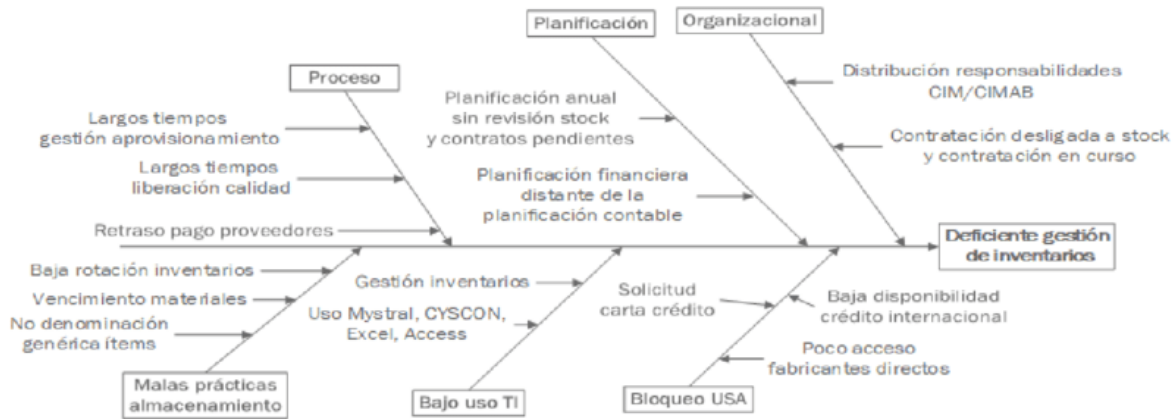 Planificación
Organizacional
Proceso
Distribución responsabilidades
CIM/CIMAB
Planificación anual
sin revisión stock
y contratos pendientes
Largos tiempos
gestión aprovisionamiento
Contratación desligada a stock
y contratación en curso
Largos tiempos
liberación calidad
Planificación financiera
distante de la
planificación contable
Retraso pago proveedores
Deficiente gestión
de inventarios
Baja rotación inventarios
Vencimiento materiales
No denominación
genérica ítems
Gestión inventarios
Uso Mystral, CYSCON,
Excel, Access
Solicitud
carta crédito
Baja disponibilidad
crédito internacional
Poco acceso
fabricantes directos
Malas prácticas
almacenamiento
Bajo uso TI
Bloqueo USA